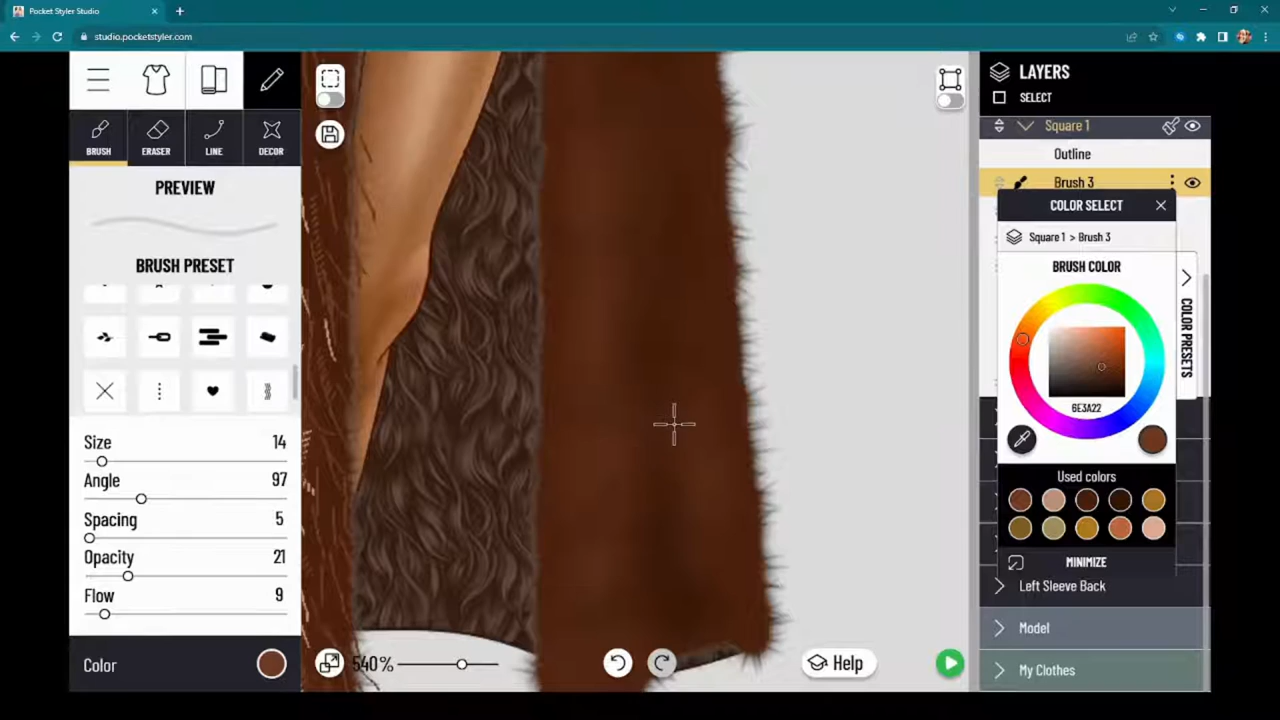 Pocket Styler Studio
studio.pocketstyler.com
BRUSH
ERASER
LINE
DECOR
PREVIEW
BRUSH PRESET
Size 14
Angle 97
Spacing 5
Opacity 21
Flow 9
Color
540%
Help
LAYERS
SELECT
Square 1
Outline
Brush 3
COLOR SELECT
Square 1 > Brush 3
BRUSH COLOR
COLOR PRESETS
6E3A22
Used colors
MINIMIZE
Left Sleeve Back
Model
My Clothes